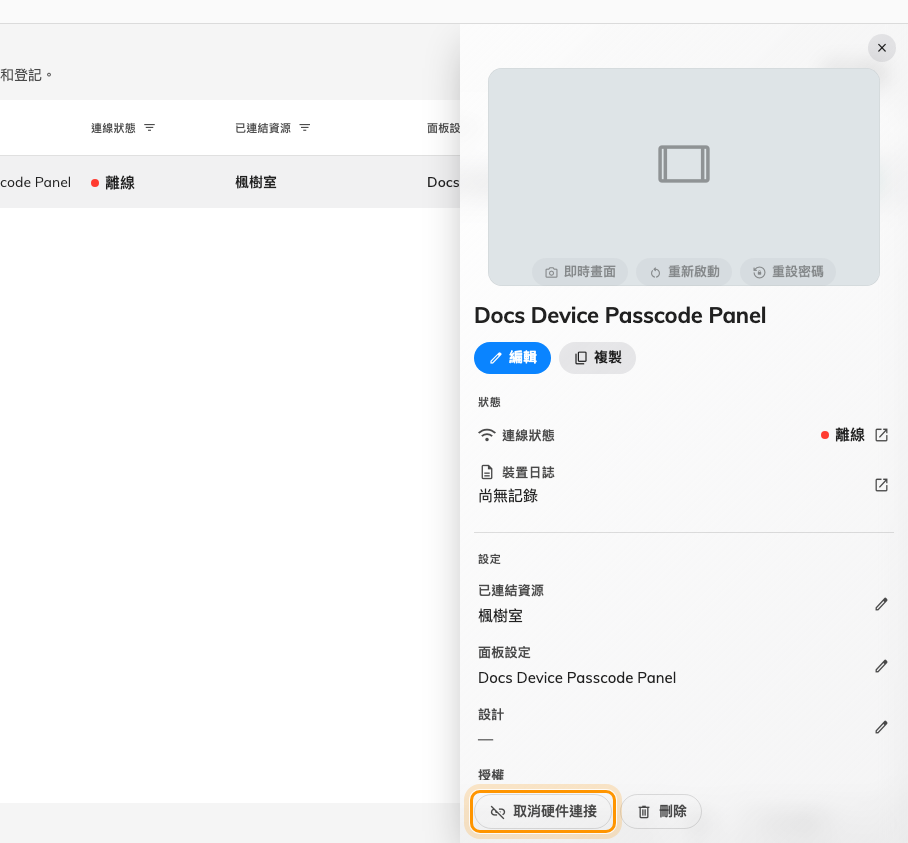 和登記。
連線狀態 已連結資源 面板設
code Panel 離線 楓樹室 Docs
即時畫面 重新啟動 重設密碼
Docs Device Passcode Panel
編輯 複製
狀態
連線狀態 離線
裝置日誌
尚無記錄
設定
已連結資源
楓樹室
面板設定
Docs Device Passcode Panel
設計
—
授權
取消硬件連接 刪除